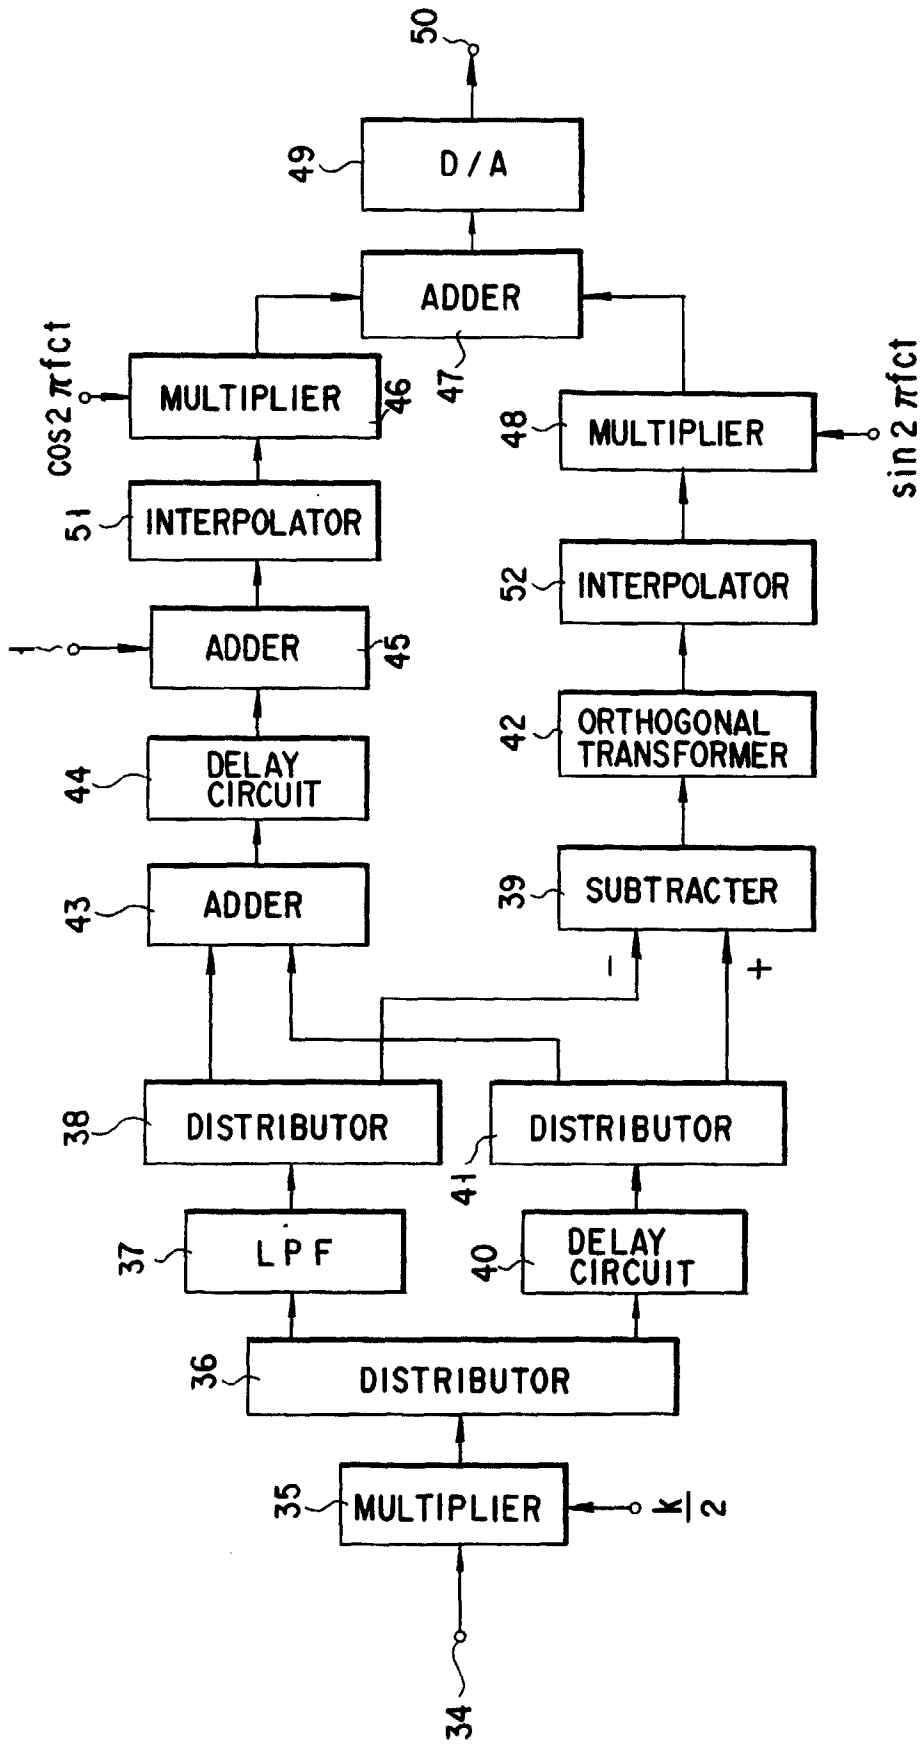 50
49
D/A
ADDER
47
cos2πfct
MULTIPLIER
46
48
MULTIPLIER
sin2πfct
51
INTERPOLATOR
52
INTERPOLATOR
1
ADDER
45
42
ORTHOGONAL
TRANSFORMER
44
DELAY
CIRCUIT
43
ADDER
39
SUBTRACTER
−
+
38
DISTRIBUTOR
41
DISTRIBUTOR
37
LPF
40
DELAY
CIRCUIT
36
DISTRIBUTOR
35
MULTIPLIER
k/2
34